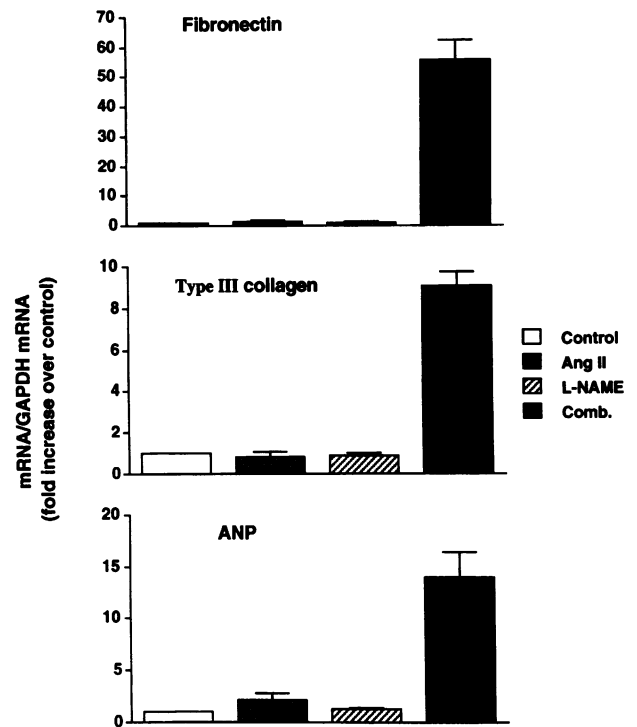 Fibronectin
70
60
50
40
30
20
10
0
mRNA/GAPDH mRNA
(fold increase over control)
Type III collagen
10
8
6
4
2
0
Control
Ang II
L-NAME
Comb.
ANP
20
15
10
5
0